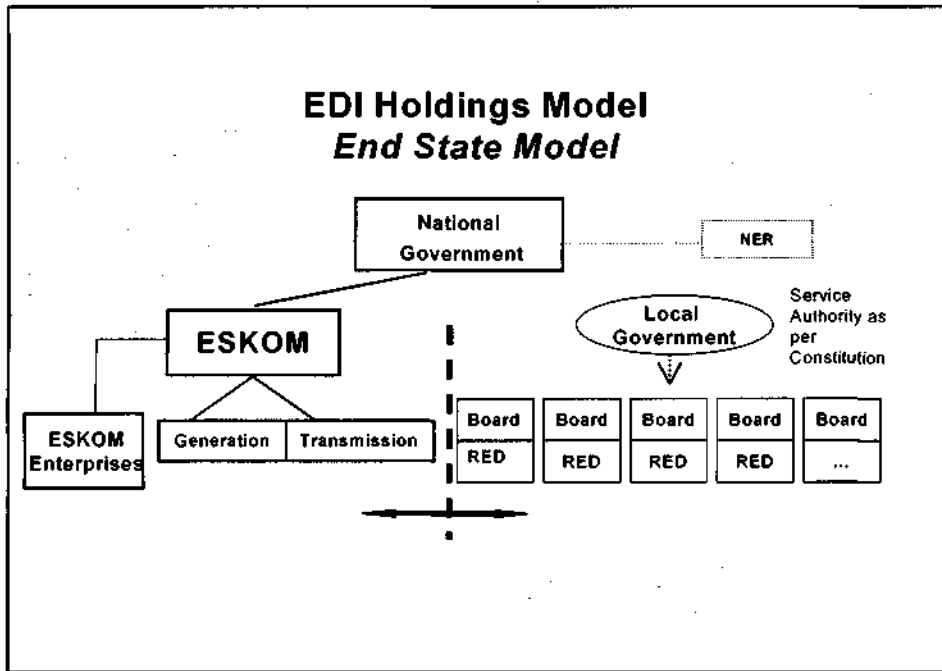 EDI Holdings Model
End State Model
National
Government
NER
ESKOM
Local
Government
Service
Authority as
per
Constitution
ESKOM
Enterprises
Generation
Transmission
Board
RED
Board
RED
Board
RED
Board
RED
Board
...